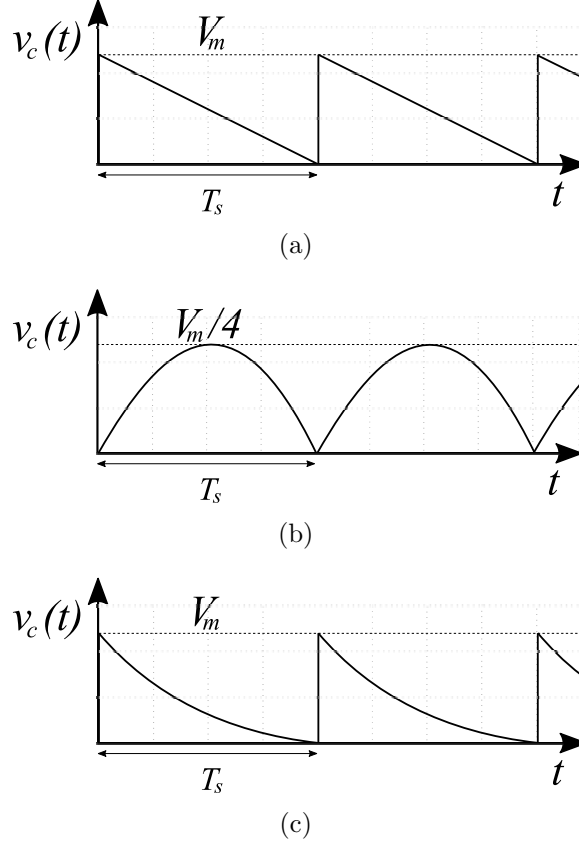 v_c(t)
V_m
T_s
t
(a)
v_c(t)
V_m/4
T_s
t
(b)
v_c(t)
V_m
T_s
t
(c)